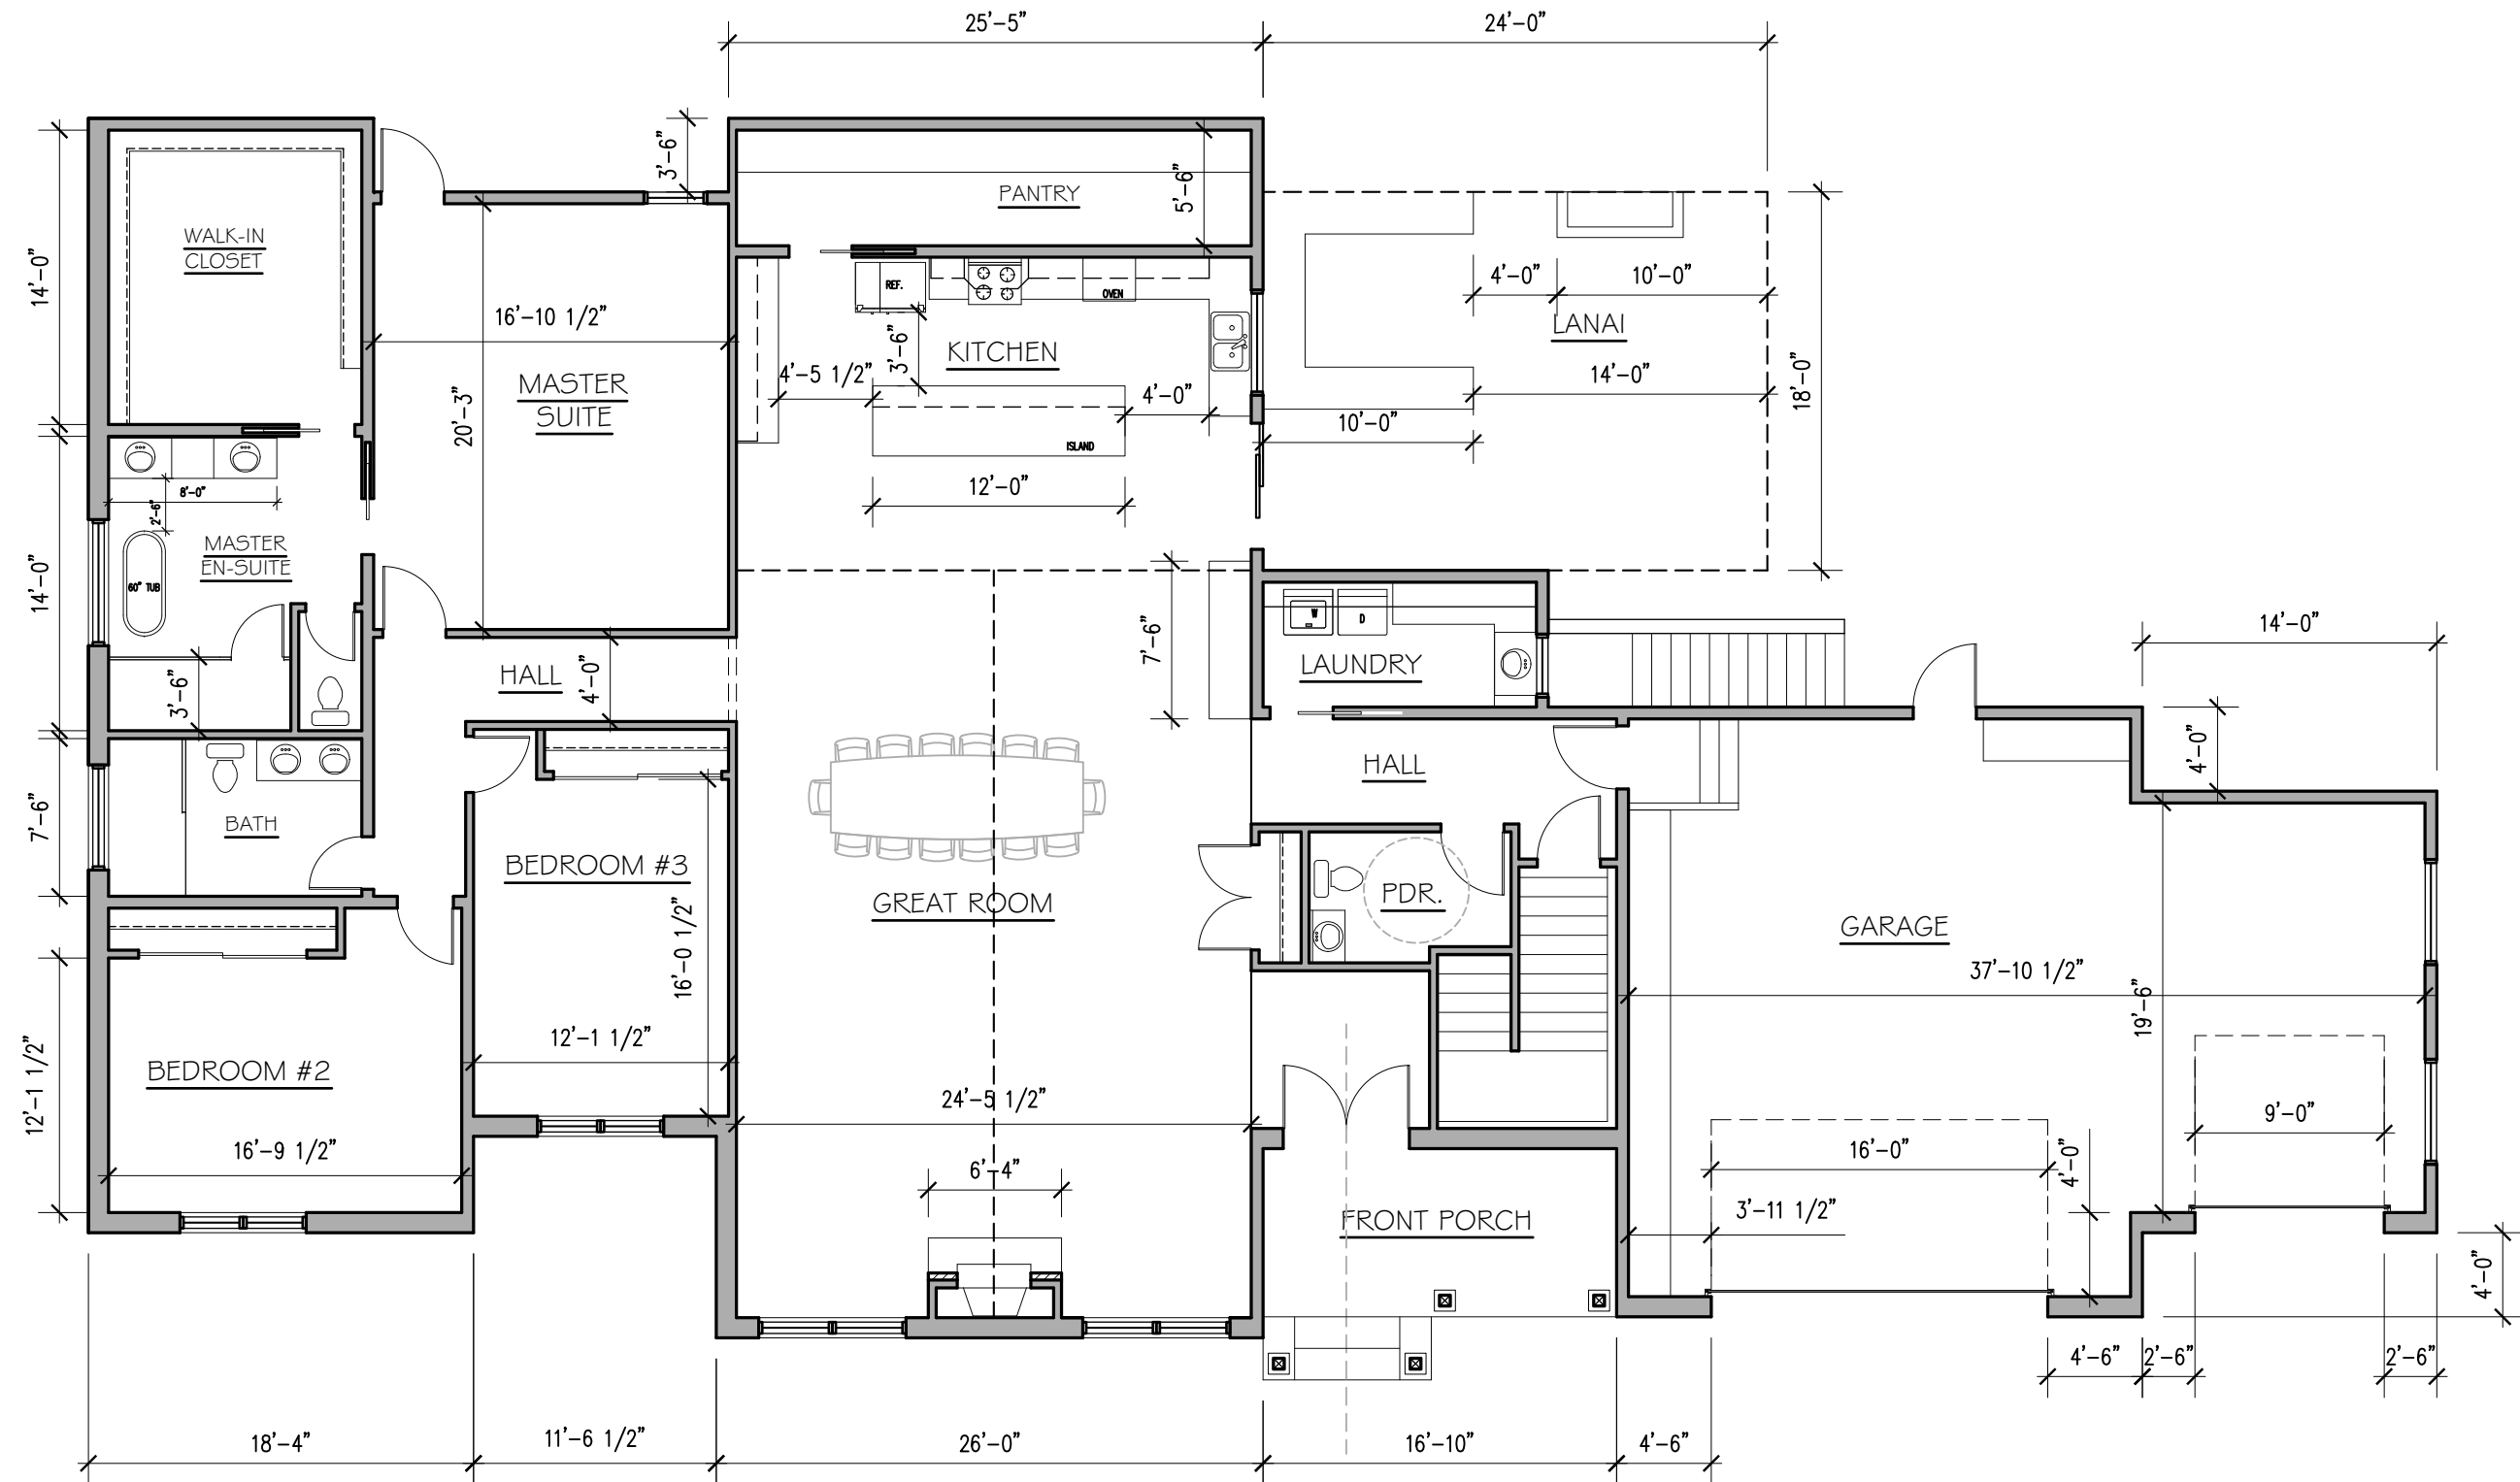 25'-5"
24'-0"
3'-6"
5'-6"
PANTRY
WALK-IN
CLOSET
14'-0"
16'-10 1/2"
MASTER
SUITE
20'-3"
REF.
OVEN
3'-6"
KITCHEN
4'-5 1/2"
4'-0"
ISLAND
12'-0"
4'-0"
10'-0"
LANAI
14'-0"
10'-0"
18'-0"
8'-0"
2'-6"
MASTER
EN-SUITE
60" TUB
14'-0"
3'-6"
HALL
4'-0"
7'-6"
W
D
LAUNDRY
14'-0"
4'-0"
HALL
7'-6"
BATH
BEDROOM #3
16'-0 1/2"
12'-1 1/2"
GREAT ROOM
PDR.
GARAGE
37'-10 1/2"
19'-6"
12'-1 1/2"
BEDROOM #2
16'-9 1/2"
24'-5 1/2"
6'-4"
FRONT PORCH
16'-0"
3'-11 1/2"
4'-0"
9'-0"
4'-0"
4'-6"
2'-6"
2'-6"
18'-4"
11'-6 1/2"
26'-0"
16'-10"
4'-6"